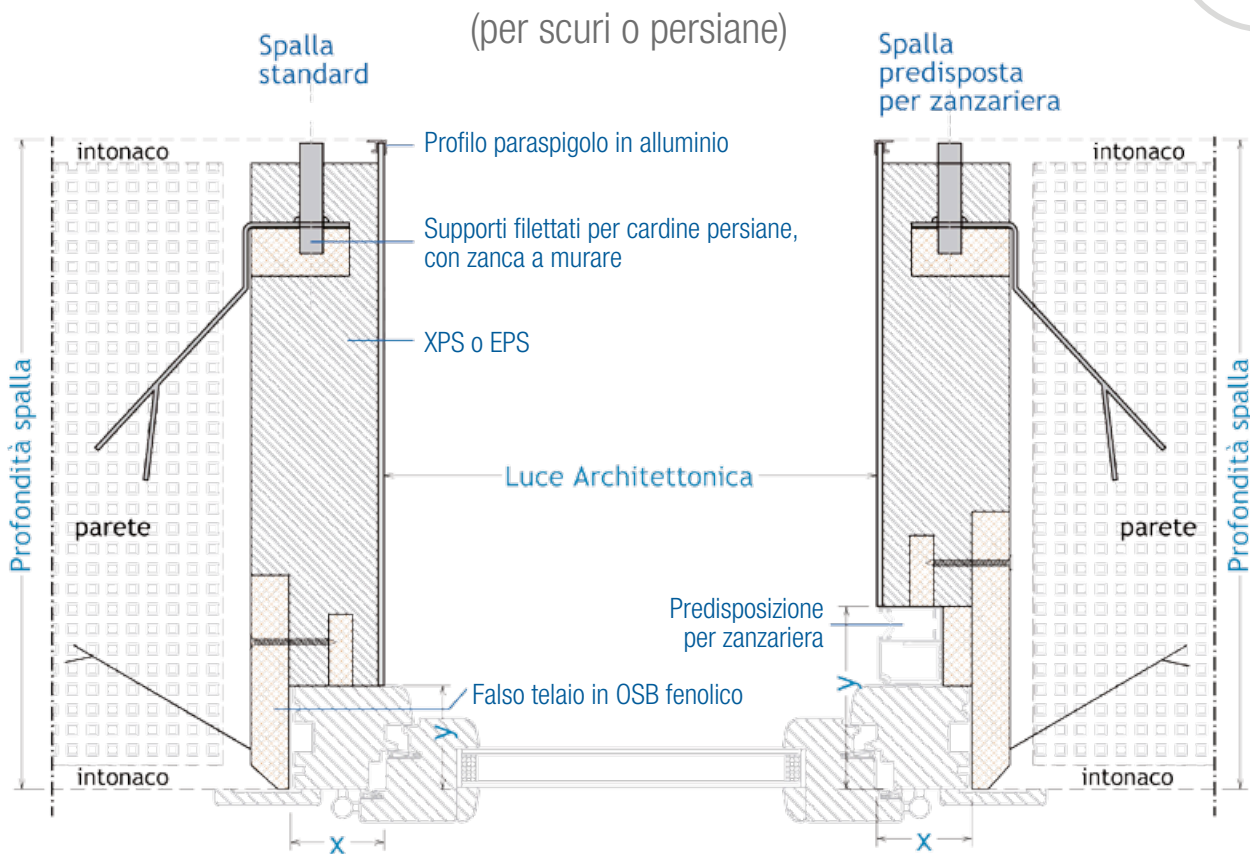 (per scuri o persiane)
Spalla
standard
Spalla
predisposta
per zanzariera
intonaco
Profilo paraspigolo in alluminio
intonaco
Supporti filettati per cardine persiane,
con zanca a murare
XPS o EPS
Profondità spalla
Luce Architettonica
Profondità spalla
parete
parete
Predisposizione
per zanzariera
y
Falso telaio in OSB fenolico
y
intonaco
intonaco
x
x